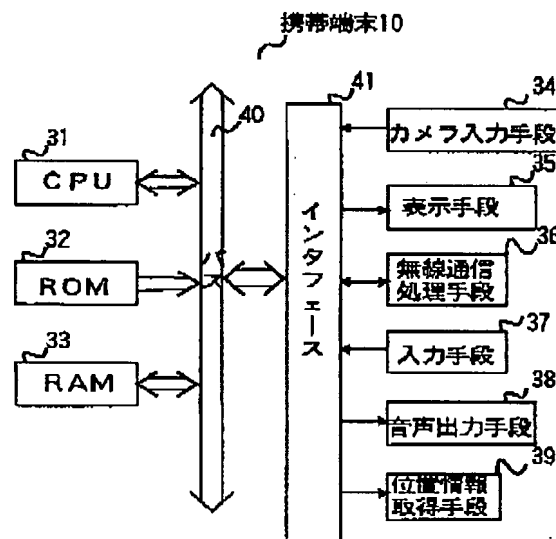 携帯端末10
31
CPU
32
ROM
33
RAM
40
バス
41
インタフェース
34
カメラ入力手段
35
表示手段
36
無線通信
処理手段
37
入力手段
38
音声出力手段
39
位置情報
取得手段